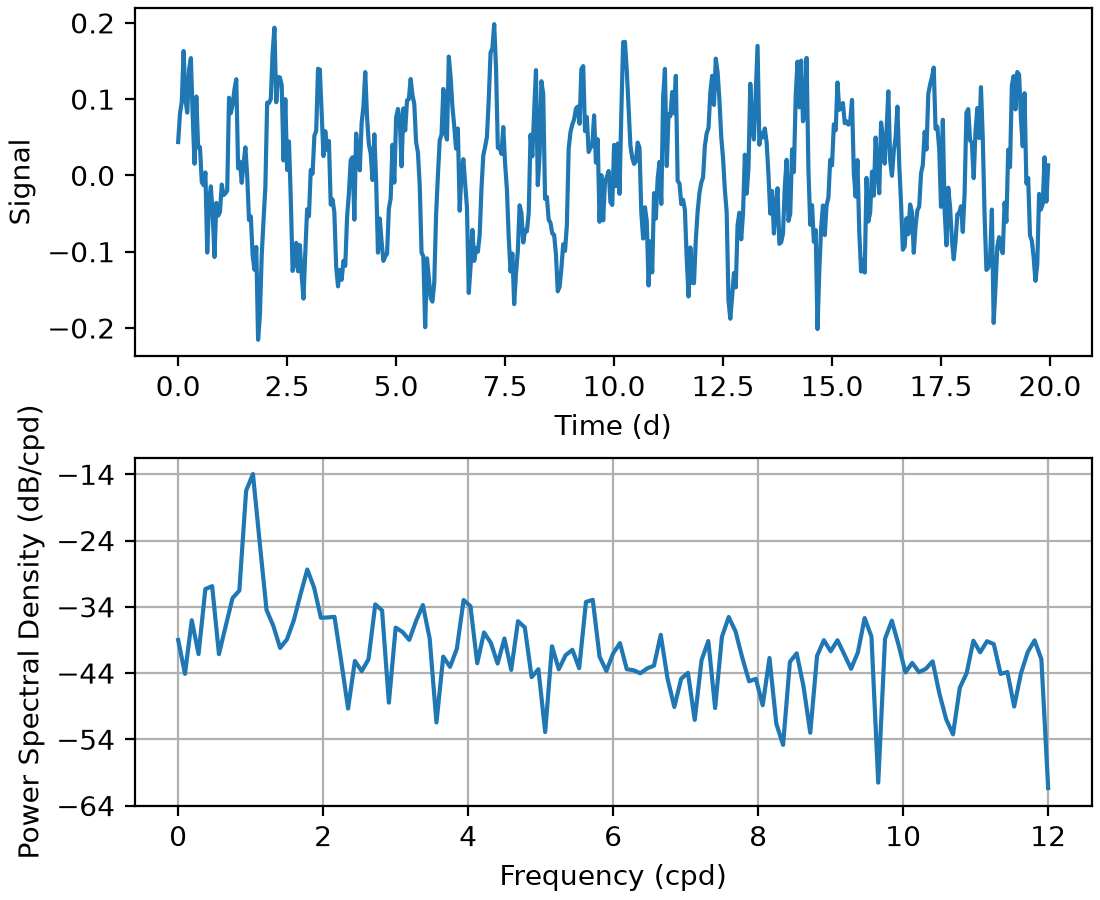 0.2
0.1
0.0
−0.1
−0.2
Signal
0.0 2.5 5.0 7.5 10.0 12.5 15.0 17.5 20.0
Time (d)
−14
−24
−34
−44
−54
−64
Power Spectral Density (dB/cpd)
0 2 4 6 8 10 12
Frequency (cpd)